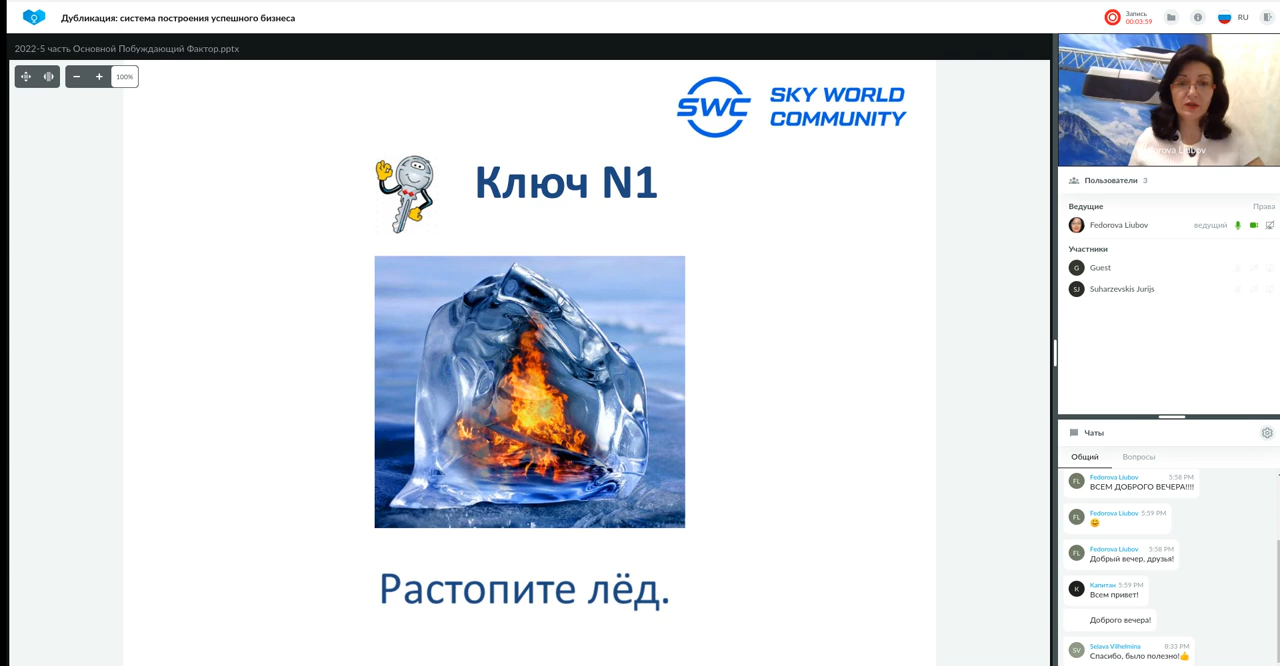 Дубликация: система построения успешного бизнеса
Запись
00:03:59
RU
2022-5 часть Основной Побуждающий Фактор.pptx
100%
SWC SKY WORLD
COMMUNITY
Ключ N1
Растопите лёд.
Fedorova Liubov
Пользователи 3
Ведущие Права
Fedorova Liubov ведущий
Участники
G Guest
SJ Suharzevskis Jurijs
Чаты
Общий Вопросы
FL Fedorova Liubov 5:58 PM
ВСЕМ ДОБРОГО ВЕЧЕРА!!!!
FL Fedorova Liubov 5:59 PM
😊
FL Fedorova Liubov 5:58 PM
Добрый вечер, друзья!
K Капитан 5:59 PM
Всем привет!
Доброго вечера!
SV Selava Vilhelmina 8:33 PM
Спасибо, было полезно!👍